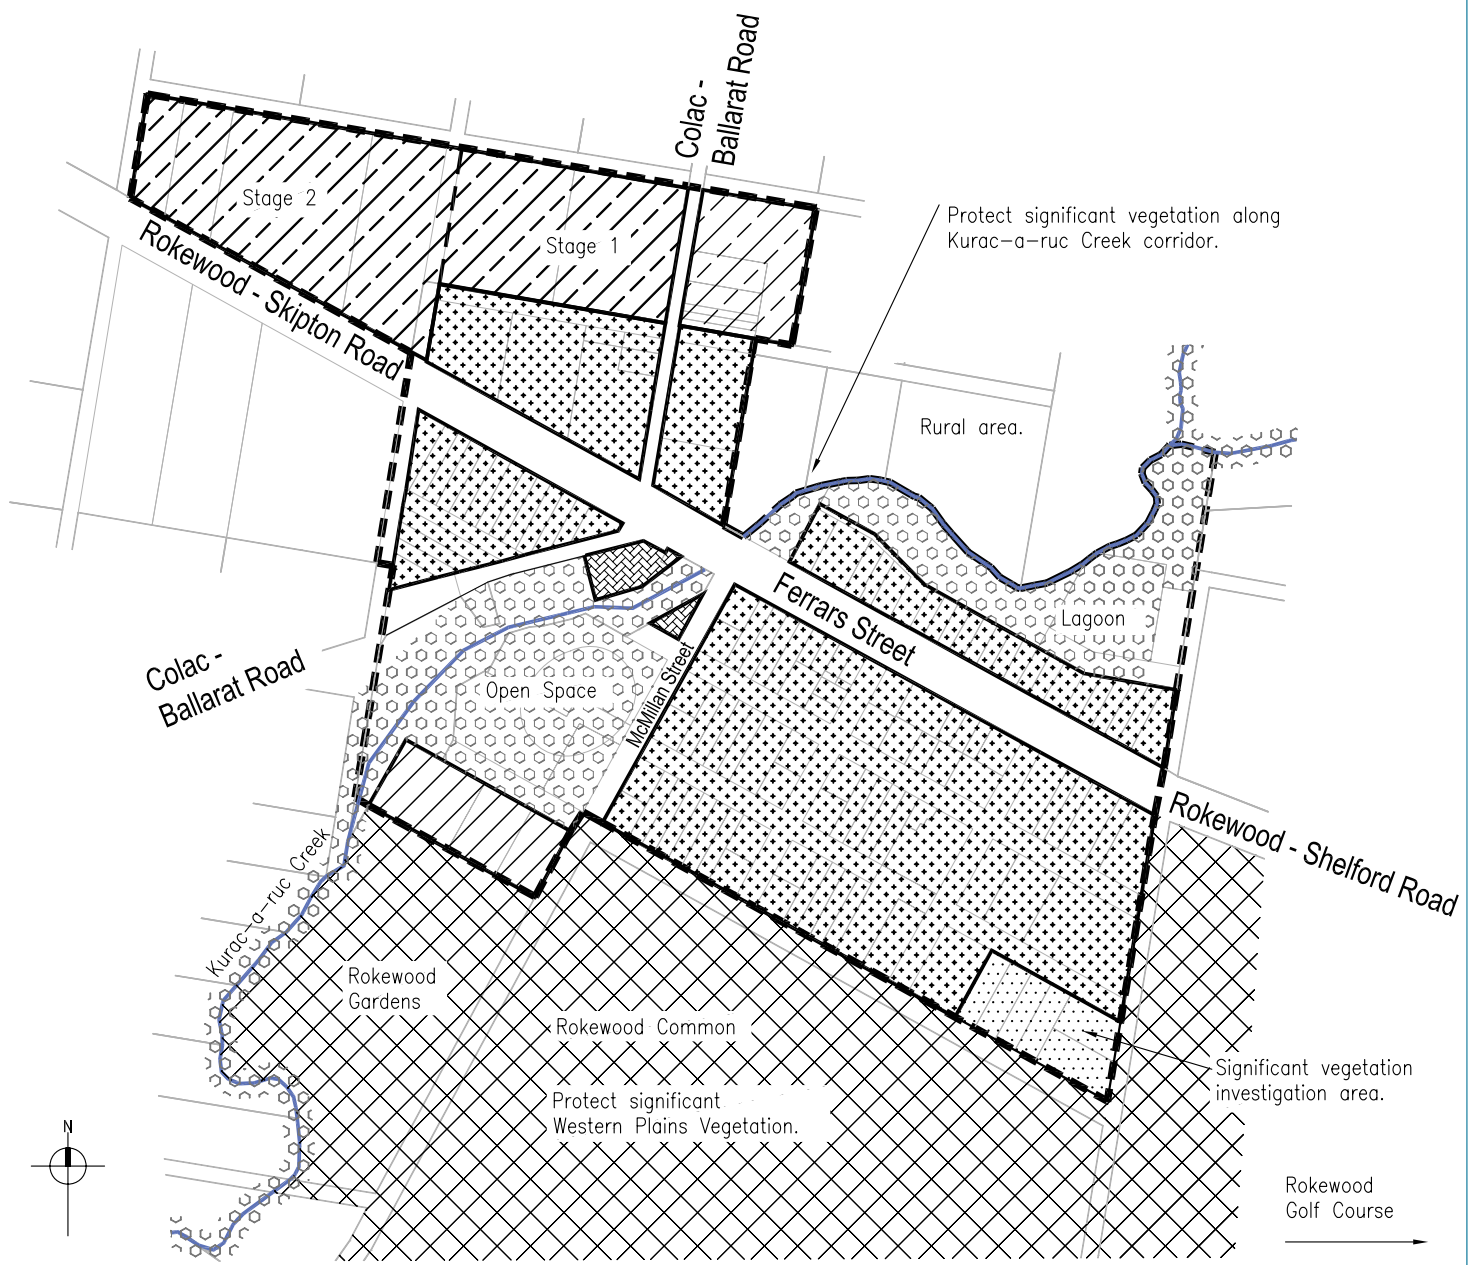 Colac -
Ballarat Road
Stage 2
Stage 1
Protect significant vegetation along
Kurac-a-ruc Creek corridor.
Rokewood - Skipton Road
Rural area.
Ferrars Street
Lagoon
Colac -
Ballarat Road
Open Space
McMillan Street
Rokewood - Shelford Road
Kurac-a-ruc Creek
Rokewood
Gardens
Rokewood Common
Protect significant
Western Plains Vegetation.
Significant vegetation
investigation area.
N
Rokewood
Golf Course